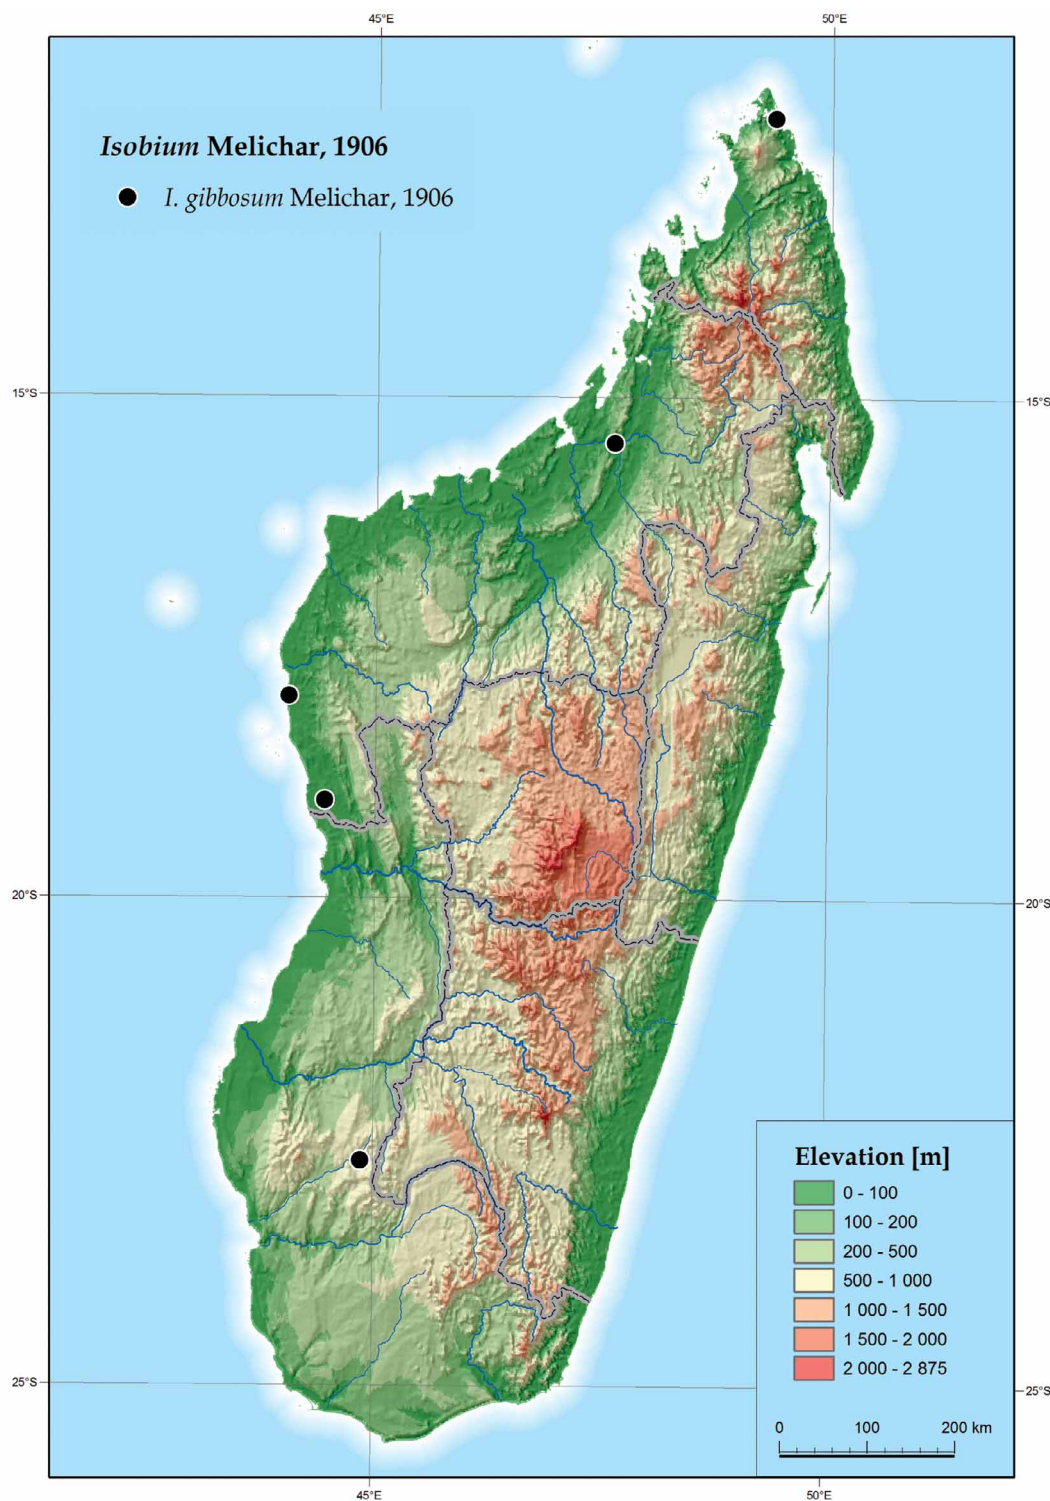 45°E 50°E
Isobium Melichar, 1906
I. gibbosum Melichar, 1906
15°S 15°S
20°S 20°S
Elevation [m]
0 - 100
100 - 200
200 - 500
500 - 1 000
1 000 - 1 500
1 500 - 2 000
2 000 - 2 875
25°S 25°S
0 100 200 km
45°E 50°E